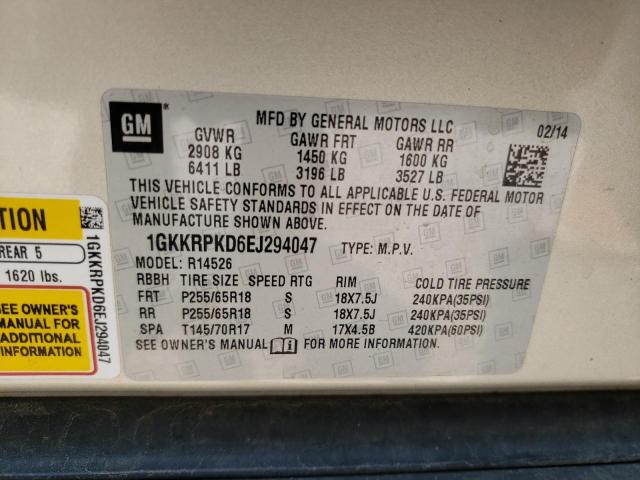 GM
MFD BY GENERAL MOTORS LLC
02/14
GVWR GAWR FRT GAWR RR
2908 KG 1450 KG 1600 KG
6411 LB 3196 LB 3527 LB
THIS VEHICLE CONFORMS TO ALL APPLICABLE U.S. FEDERAL MOTOR
VEHICLE SAFETY STANDARDS IN EFFECT ON THE DATE OF
MANUFACTURE SHOWN ABOVE.
1GKKRPKD6EJ294047 TYPE: M.P.V.
MODEL: R14526
RBBH TIRE SIZE SPEED RTG RIM COLD TIRE PRESSURE
FRT P255/65R18 S 18X7.5J 240KPA(35PSI)
RR P255/65R18 S 18X7.5J 240KPA(35PSI)
SPA T145/70R17 M 17X4.5B 420KPA(60PSI)
SEE OWNER'S MANUAL FOR MORE INFORMATION.
TION
REAR 5
1620 lbs.
SEE OWNER'S
MANUAL FOR
ADDITIONAL
INFORMATION
1GKKRPKD6EJ294047